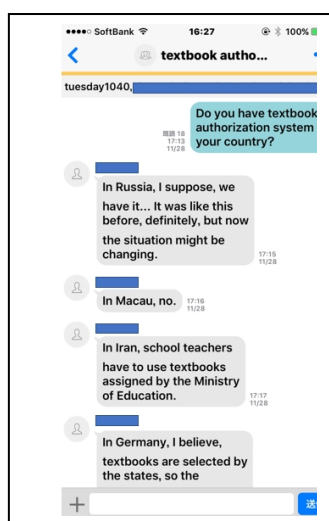 SoftBank 16:27 100%
textbook autho...
tuesday1040,
Do you have textbook
authorization system
your country?
既読 18
17:13
11/28
In Russia, I suppose, we
have it... It was like this
before, definitely, but now
the situation might be
changing.
17:15
11/28
In Macau, no.
17:16
11/28
In Iran, school teachers
have to use textbooks
assigned by the Ministry
of Education.
17:17
11/28
In Germany, I believe,
textbooks are selected by
the states, so the
送